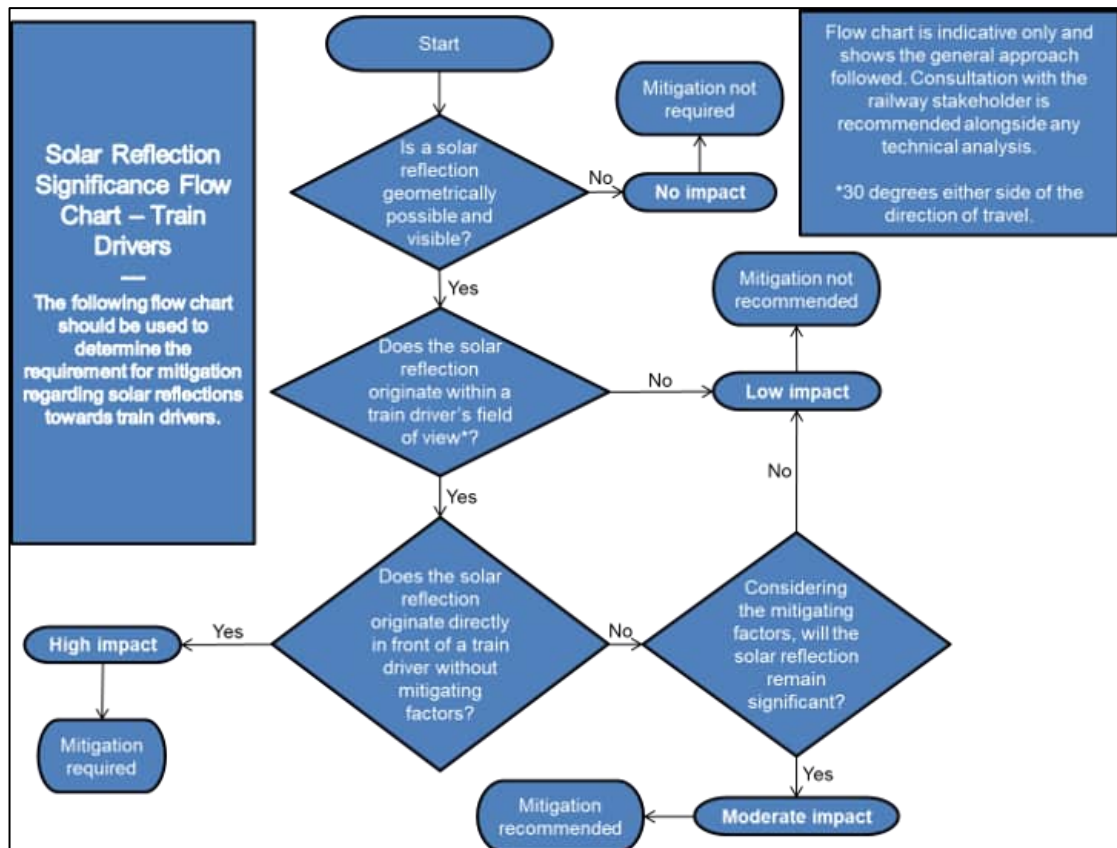 Solar Reflection
Significance Flow
Chart – Train
Drivers
—
The following flow chart
should be used to
determine the
requirement for mitigation
regarding solar reflections
towards train drivers.
Start
Flow chart is indicative only and
shows the general approach
followed. Consultation with the
railway stakeholder is
recommended alongside any
technical analysis.
*30 degrees either side of the
direction of travel.
Is a solar
reflection
geometrically
possible and
visible?
No
No impact
Mitigation not
required
Yes
Does the solar
reflection
originate within a
train driver's field
of view*?
No
Low impact
Mitigation not
recommended
Yes
Does the solar
reflection
originate directly
in front of a train
driver without
mitigating
factors?
Yes
High impact
Mitigation
required
No
Considering
the mitigating
factors, will the
solar reflection
remain
significant?
No
Yes
Moderate impact
Mitigation
recommended